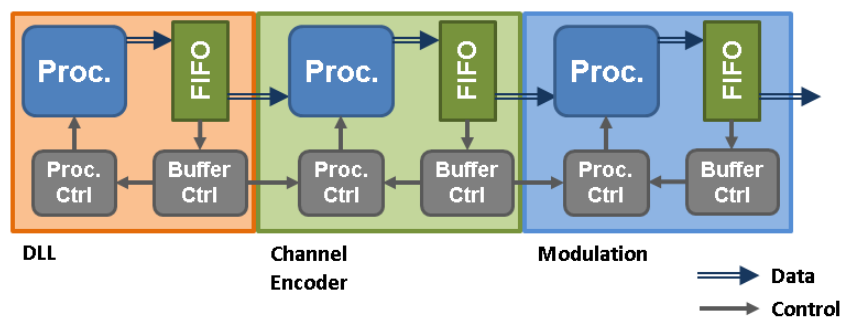 Proc.
FIFO
Proc.
FIFO
Proc.
FIFO
Proc.
Ctrl
Buffer
Ctrl
Proc.
Ctrl
Buffer
Ctrl
Proc.
Ctrl
Buffer
Ctrl
DLL
Channel
Encoder
Modulation
Data
Control